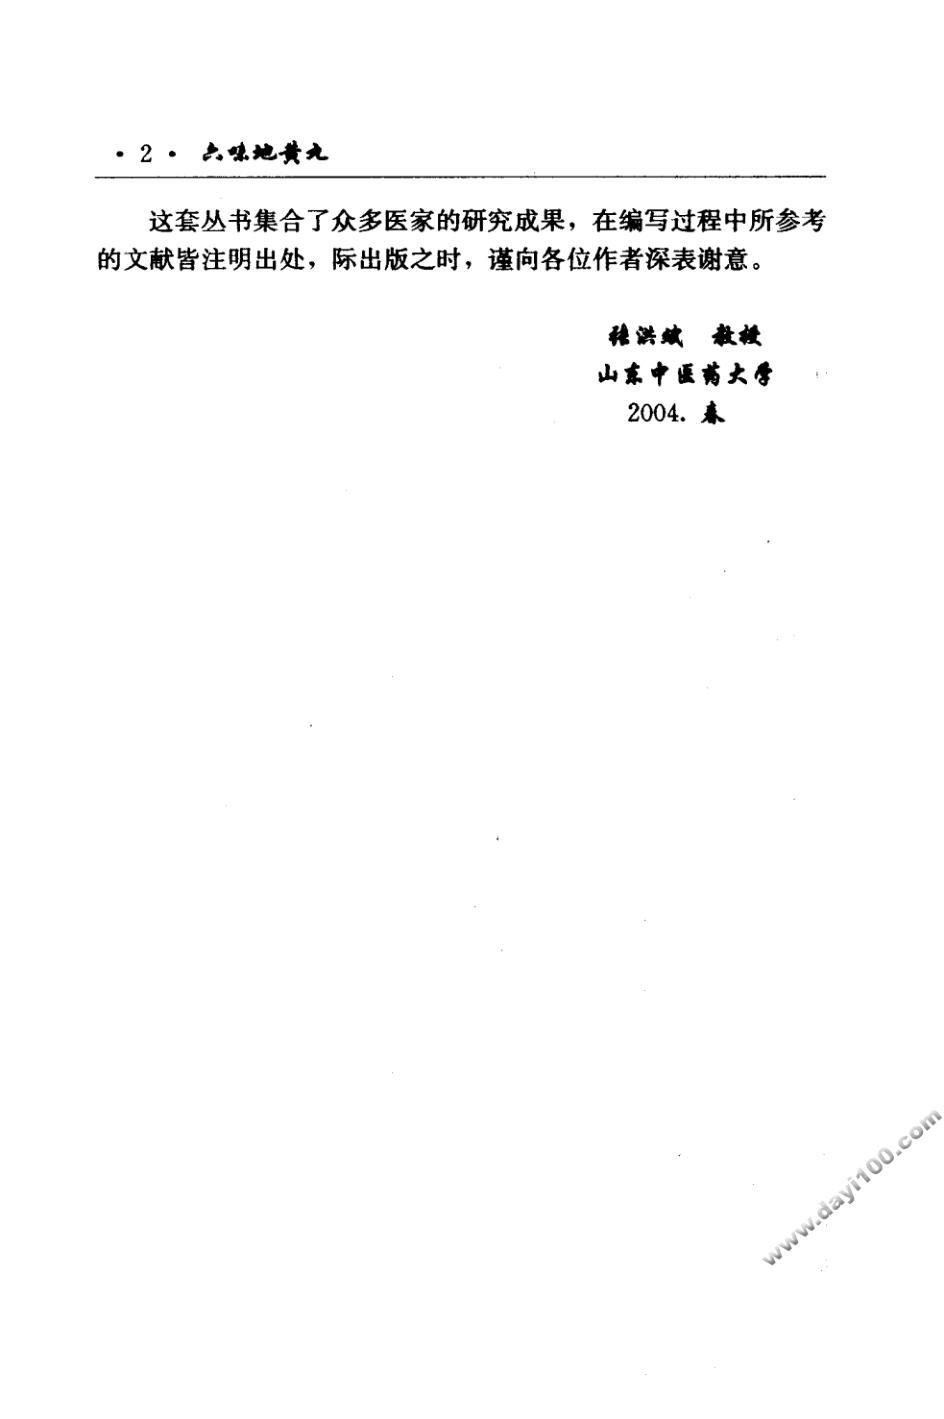 · 2 · 六味地黄丸
这套丛书集合了众多医家的研究成果，在编写过程中所参考
的文献皆注明出处，际出版之时，谨向各位作者深表谢意。
张洪斌 教授
山东中医药大学
2004. 春
www.dayi100.com